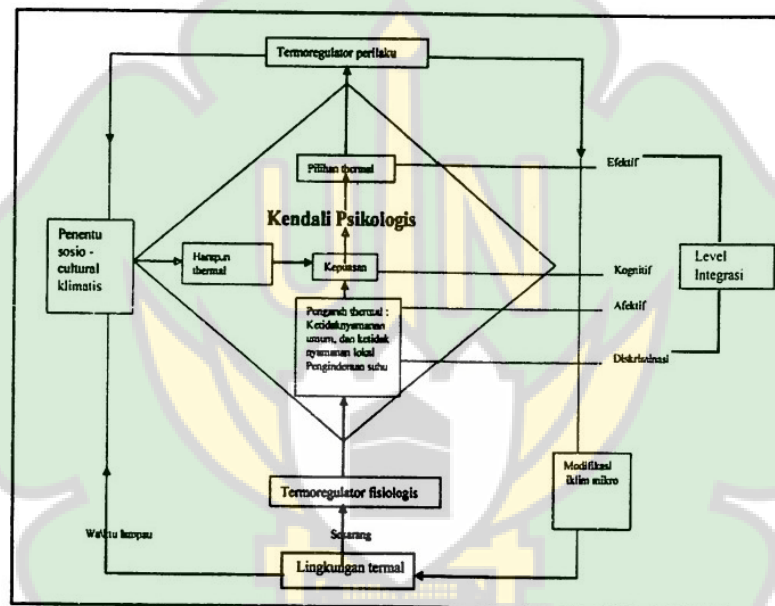 Termoregulator perilaku
Pilihan thermal
Efektif
Kendali Psikologis
Penentu
sosio -
cultural
klimatis
Harapan
thermal
Kepuasan
Kognitif
Level
Integrasi
Pengaruh thermal :
Ketidaknyamanan
umum, dan ketidak
nyamanan lokal
Penginderaan suhu
Afektif
Diskriminasi
Modifikasi
iklim mikro
Termoregulator fisiologis
Waktu lampau
Sekarang
Lingkungan termal
UIN